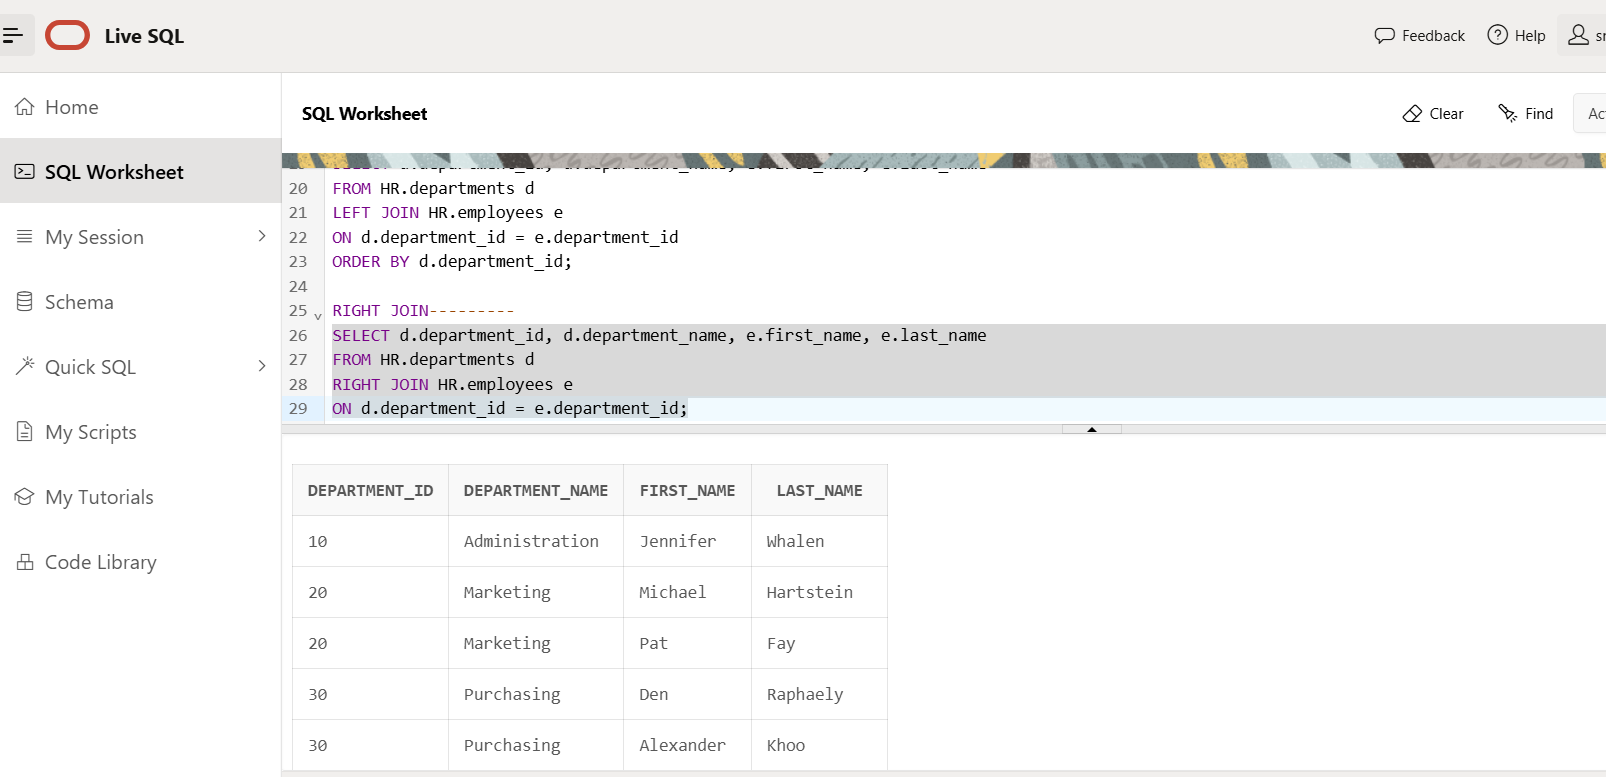 Live SQL
Feedback
Help
Home
SQL Worksheet
My Session
Schema
Quick SQL
My Scripts
My Tutorials
Code Library
SQL Worksheet
Clear
Find
20 FROM HR.departments d
21 LEFT JOIN HR.employees e
22 ON d.department_id = e.department_id
23 ORDER BY d.department_id;
24
25 RIGHT JOIN---------
26 SELECT d.department_id, d.department_name, e.first_name, e.last_name
27 FROM HR.departments d
28 RIGHT JOIN HR.employees e
29 ON d.department_id = e.department_id;
DEPARTMENT_ID DEPARTMENT_NAME FIRST_NAME LAST_NAME
10 Administration Jennifer Whalen
20 Marketing Michael Hartstein
20 Marketing Pat Fay
30 Purchasing Den Raphaely
30 Purchasing Alexander Khoo